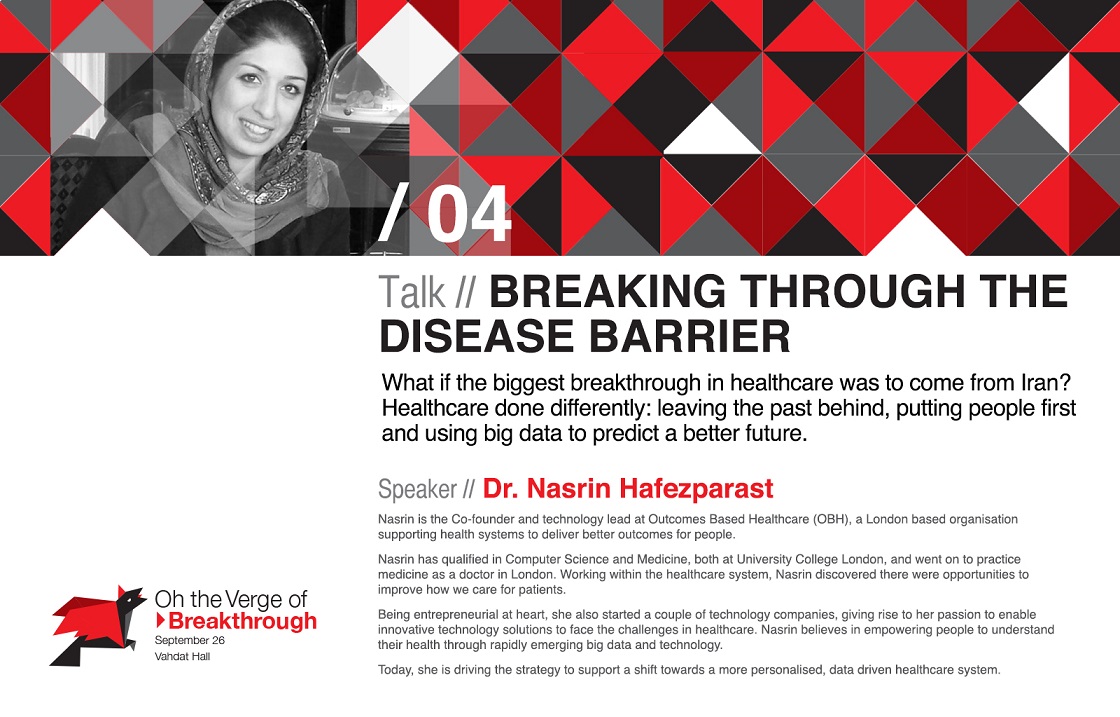 / 04
Talk // BREAKING THROUGH THE
DISEASE BARRIER
What if the biggest breakthrough in healthcare was to come from Iran?
Healthcare done differently: leaving the past behind, putting people first
and using big data to predict a better future.
Speaker // Dr. Nasrin Hafezparast
Nasrin is the Co-founder and technology lead at Outcomes Based Healthcare (OBH), a London based organisation
supporting health systems to deliver better outcomes for people.
Nasrin has qualified in Computer Science and Medicine, both at University College London, and went on to practice
medicine as a doctor in London. Working within the healthcare system, Nasrin discovered there were opportunities to
improve how we care for patients.
Being entrepreneurial at heart, she also started a couple of technology companies, giving rise to her passion to enable
innovative technology solutions to face the challenges in healthcare. Nasrin believes in empowering people to understand
their health through rapidly emerging big data and technology.
Today, she is driving the strategy to support a shift towards a more personalised, data driven healthcare system.
Oh the Verge of
Breakthrough
September 26
Vahdat Hall